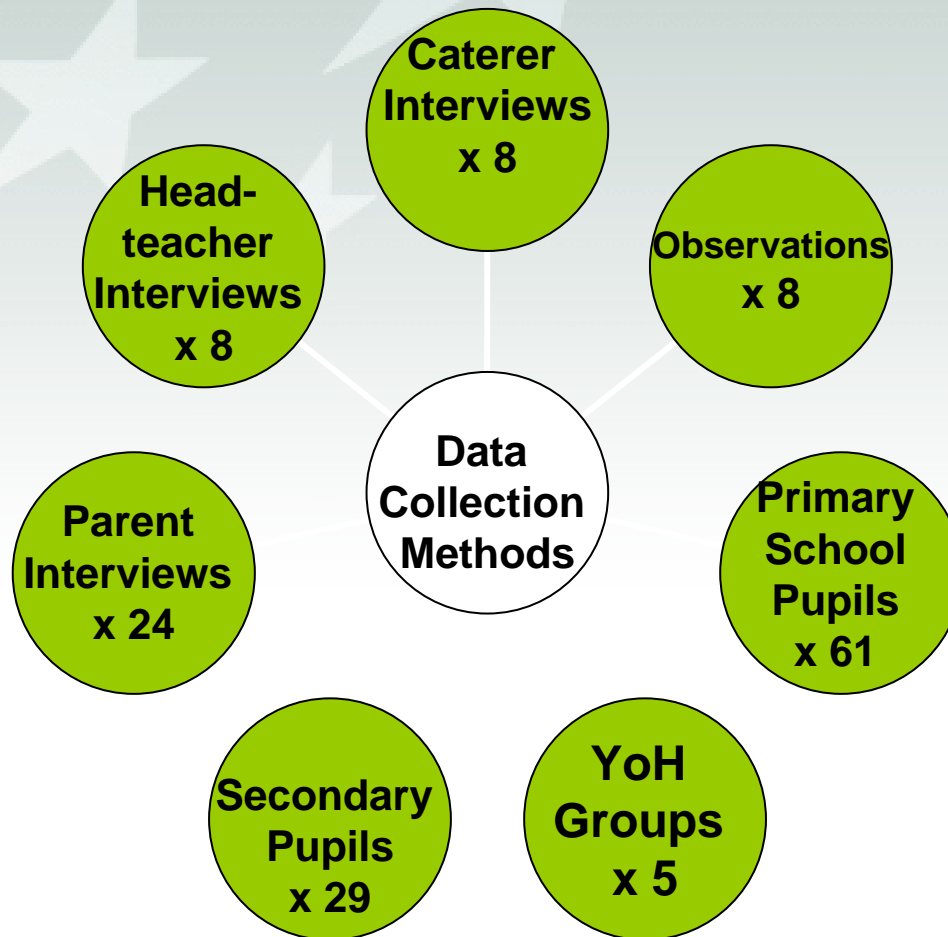 Caterer
Interviews
x 8
Head-
teacher
Interviews
x 8
Observations
x 8
Data
Collection
Methods
Parent
Interviews
x 24
Primary
School
Pupils
x 61
Secondary
Pupils
x 29
YoH
Groups
x 5